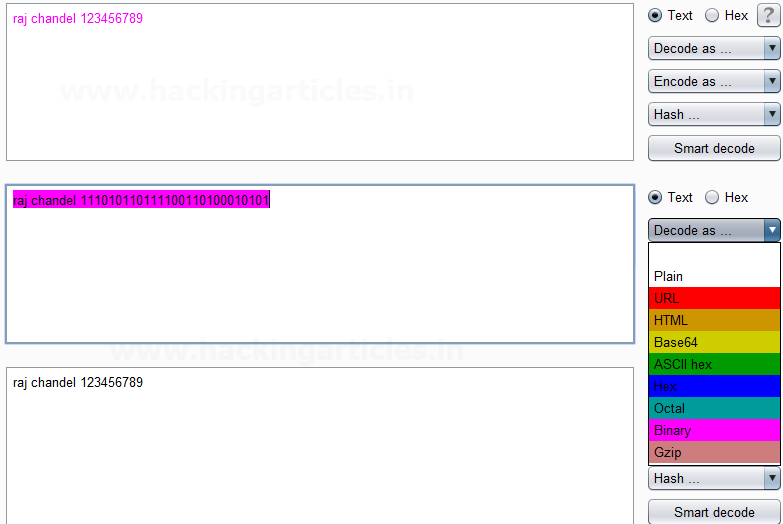 raj chandel 123456789
www.hackingarticles.in
Text Hex ?
Decode as ...
Encode as ...
Hash ...
Smart decode
raj chandel 111010110111100110100010101
Text Hex
Decode as ...
Plain
URL
HTML
Base64
ASCII hex
Hex
Octal
Binary
Gzip
www.hackingarticles.in
raj chandel 123456789
Hash ...
Smart decode